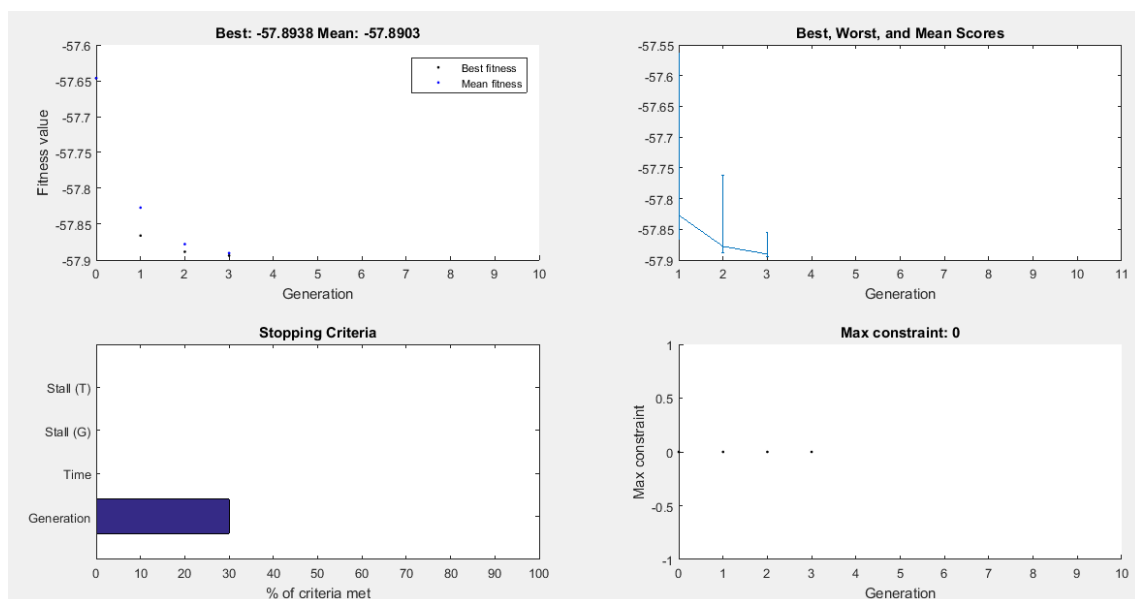 Best: -57.8938 Mean: -57.8903
-57.6
-57.65
-57.7
-57.75
-57.8
-57.85
-57.9
Fitness value
Best fitness
Mean fitness
0 1 2 3 4 5 6 7 8 9 10
Generation
Best, Worst, and Mean Scores
-57.55
-57.6
-57.65
-57.7
-57.75
-57.8
-57.85
-57.9
1 2 3 4 5 6 7 8 9 10 11
Generation
Stopping Criteria
Stall (T)
Stall (G)
Time
Generation
0 10 20 30 40 50 60 70 80 90 100
% of criteria met
Max constraint: 0
1
0.5
0
-0.5
-1
Max constraint
0 1 2 3 4 5 6 7 8 9 10
Generation